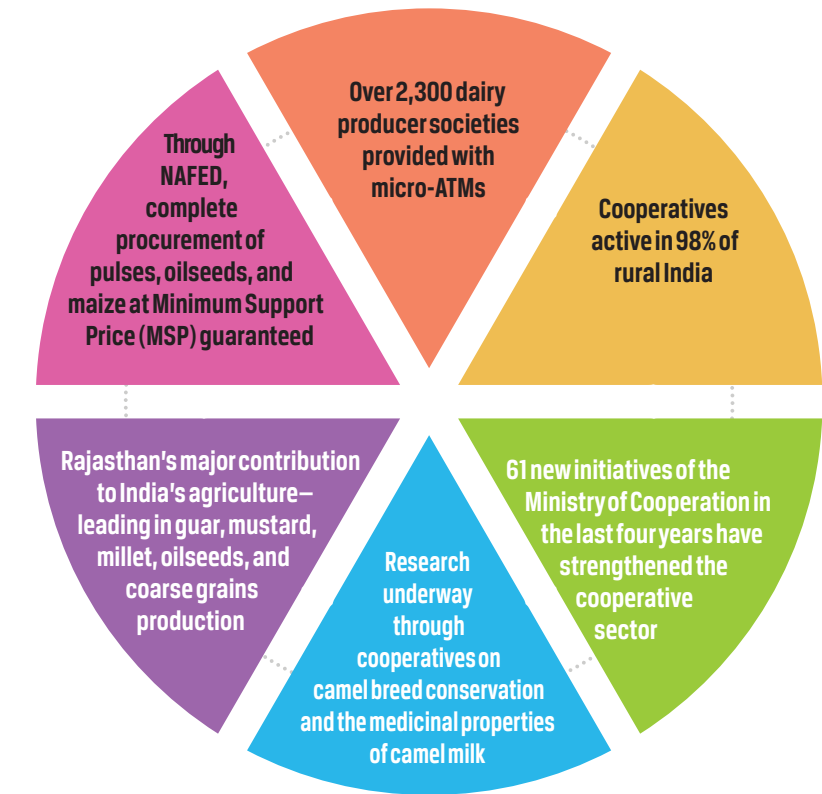 Over 2,300 dairy
producer societies
provided with
micro-ATMs
Cooperatives
active in 98% of
rural India
61 new initiatives of the
Ministry of Cooperation in
the last four years have
strengthened the
cooperative
sector
Research
underway
through
cooperatives on
camel breed conservation
and the medicinal properties
of camel milk
Rajasthan's major contribution
to India's agriculture—
leading in guar, mustard,
millet, oilseeds, and
coarse grains
production
Through
NAFED,
complete
procurement of
pulses, oilseeds, and
maize at Minimum Support
Price (MSP) guaranteed